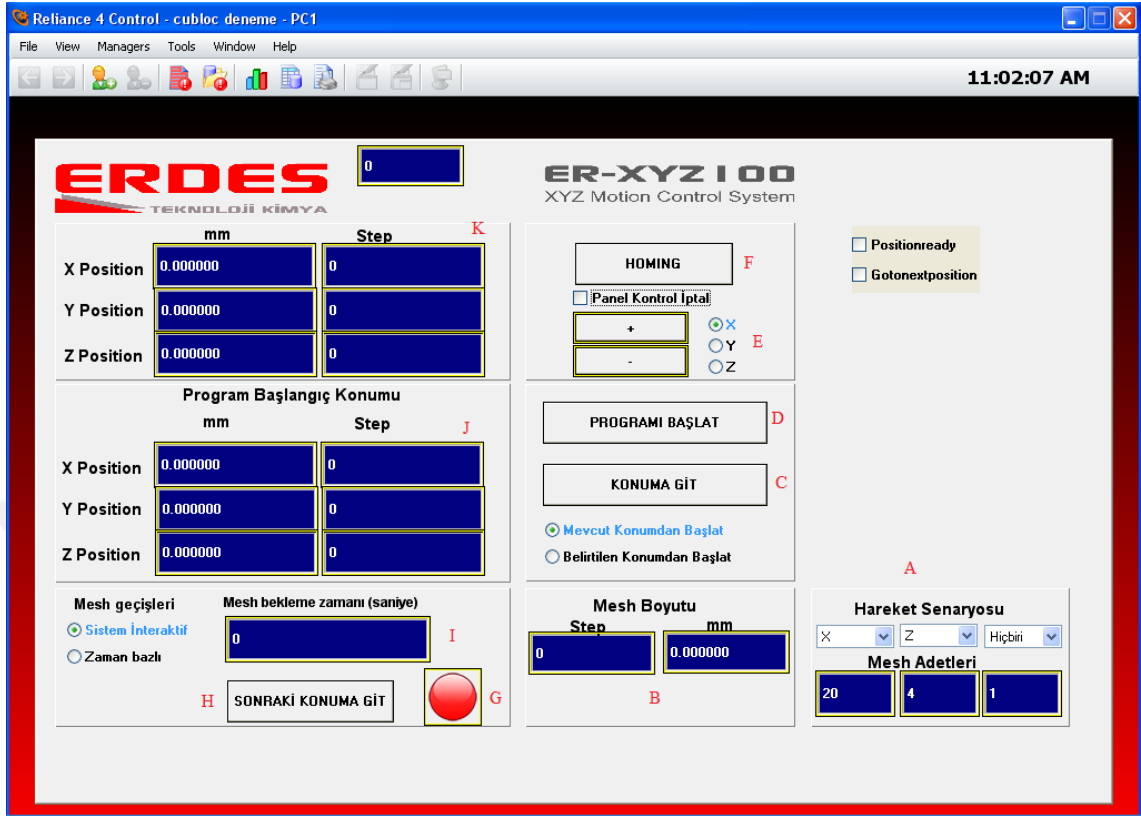 Reliance 4 Control - cubloc deneme - PC1
File View Managers Tools Window Help
11:02:07 AM
ERDES
TEKNOLOJİ KİMYA
0
ER-XYZ100
XYZ Motion Control System
mm Step K
X Position 0.000000 0
Y Position 0.000000 0
Z Position 0.000000 0
HOMING F
Panel Kontrol İptal
+
-
X
Y E
Z
Positionready
Gotonextposition
Program Başlangıç Konumu
mm Step J
X Position 0.000000 0
Y Position 0.000000 0
Z Position 0.000000 0
PROGRAMI BAŞLAT D
KONUMA GİT C
Mevcut Konumdan Başlat
Belirtilen Konumdan Başlat
Mesh geçişleri Mesh bekleme zamanı (saniye)
Sistem İnteraktif 0 I
Zaman bazlı
H SONRAKİ KONUMA GİT G
Mesh Boyutu
Step mm
0 0.000000
B
A
Hareket Senaryosu
X Z Hiçbiri
Mesh Adetleri
20 4 1